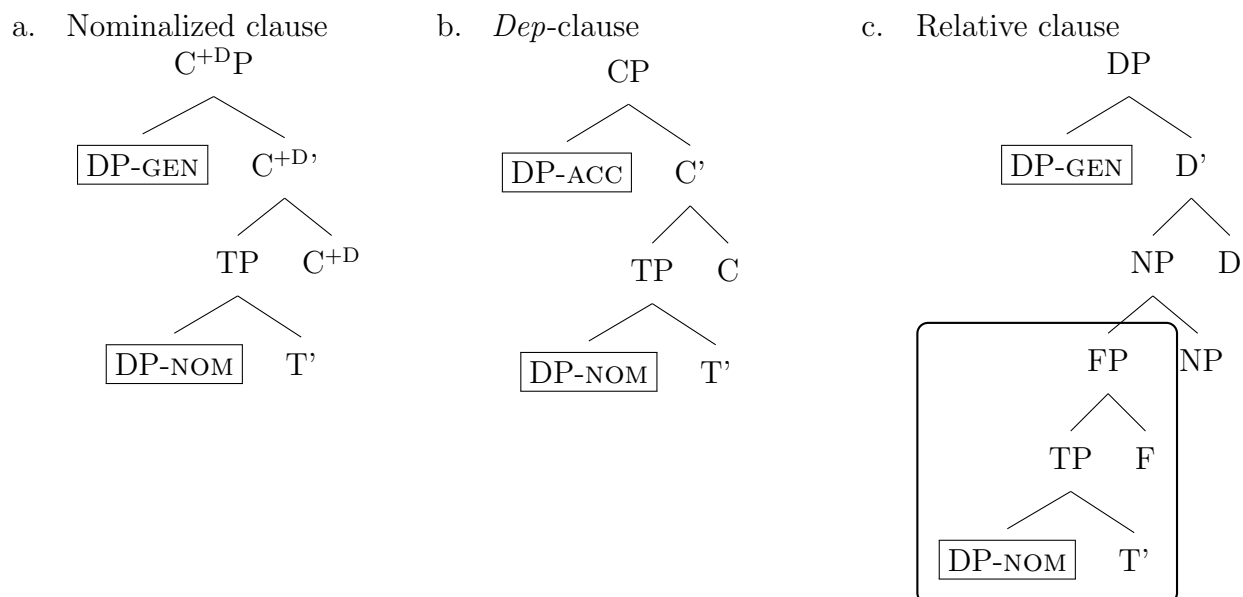 a. Nominalized clause b. Dep-clause c. Relative clause
C+DP CP DP
DP-GEN C+D’ DP-ACC C’ DP-GEN D’
TP C+D TP C NP D
DP-NOM T’ DP-NOM T’ FP NP
TP F
DP-NOM T’